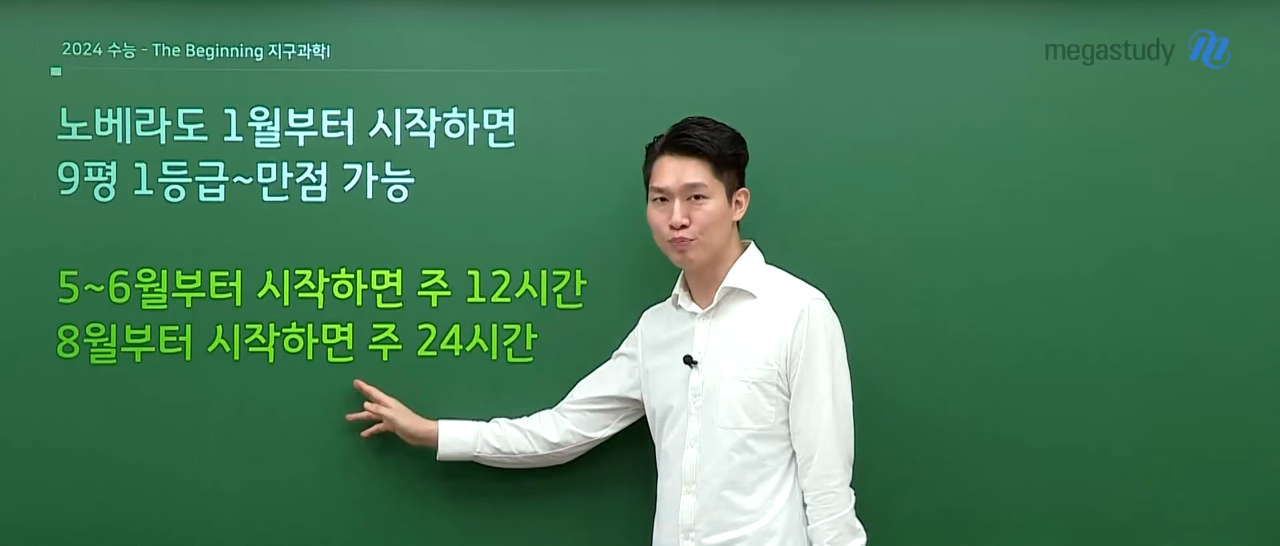 2024 수능 - The Beginning 지구과학I
megastudy
노베라도 1월부터 시작하면
9평 1등급~만점 가능
5~6월부터 시작하면 주 12시간
8월부터 시작하면 주 24시간